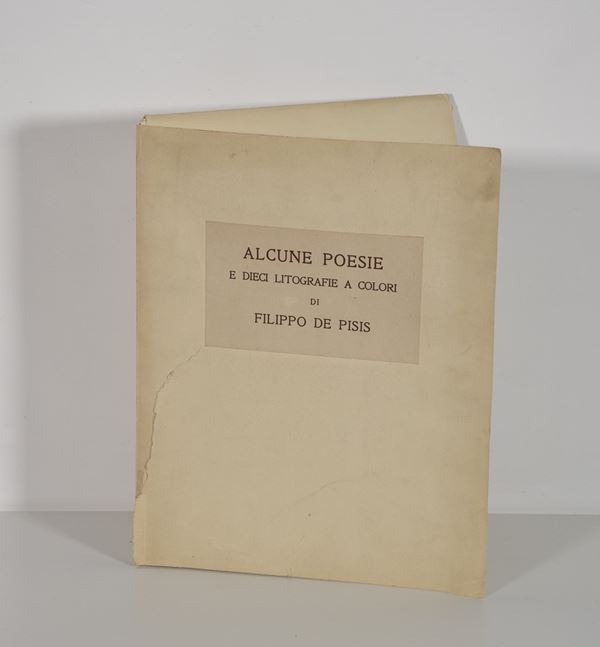 ALCUNE POESIE
E DIECI LITOGRAFIE A COLORI
DI
FILIPPO DE PISIS